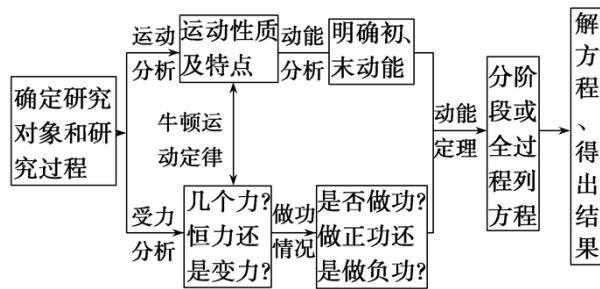 确定研究
对象和研
究过程
运动
分析
运动性质
及特点
动能
分析
明确初、
末动能
牛顿运
动定律
受力
分析
几个力?
恒力还
是变力?
做功
情况
是否做功?
做正功还
是做负功?
动能
定理
分阶
段或
全过
程列
方程
解
方
程
、
得
出
结
果